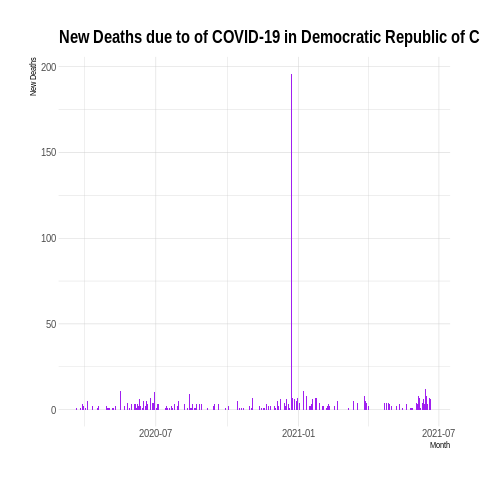 New Deaths due to of COVID-19 in Democratic Republic of C
New Deaths
200
150
100
50
0
2020-07
2021-01
2021-07
Month